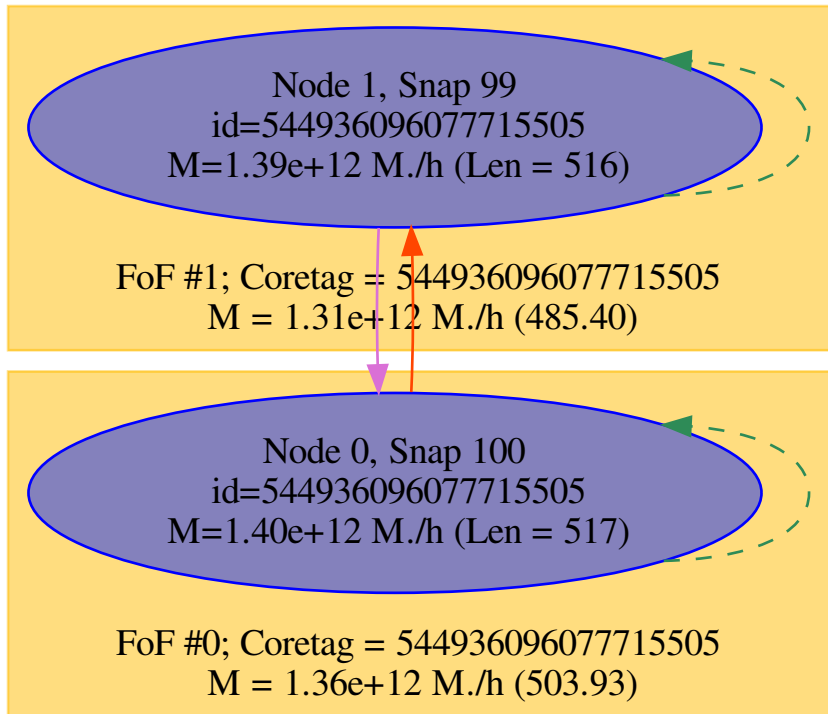 Node 1, Snap 99
id=544936096077715505
M=1.39e+12 M./h (Len = 516)
FoF #1; Coretag = 544936096077715505
M = 1.31e+12 M./h (485.40)
Node 0, Snap 100
id=544936096077715505
M=1.40e+12 M./h (Len = 517)
FoF #0; Coretag = 544936096077715505
M = 1.36e+12 M./h (503.93)